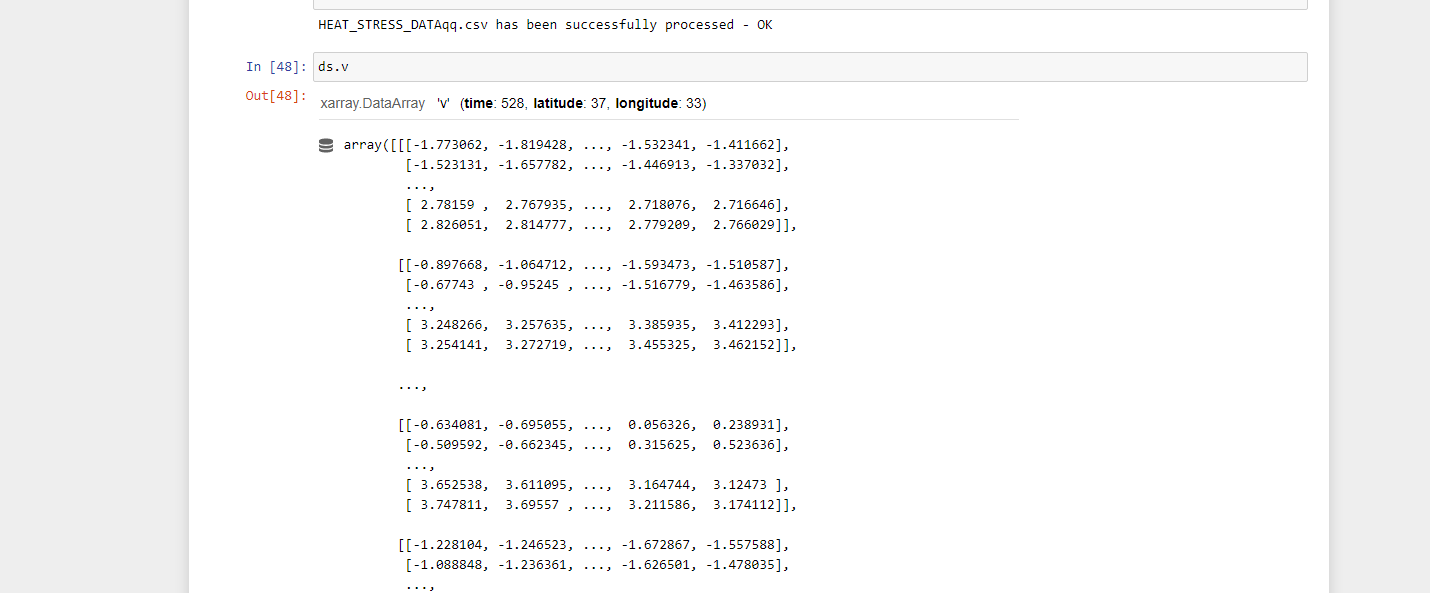 HEAT_STRESS_DATAqq.csv has been successfully processed - OK
In [48]: ds.v
Out[48]: xarray.DataArray 'v' (time: 528, latitude: 37, longitude: 33)
array([[[-1.773062, -1.819428, ..., -1.532341, -1.411662],
[-1.523131, -1.657782, ..., -1.446913, -1.337032],
...,
[ 2.78159 , 2.767935, ..., 2.718076, 2.716646],
[ 2.826051, 2.814777, ..., 2.779209, 2.766029]],
[[-0.897668, -1.064712, ..., -1.593473, -1.510587],
[-0.67743 , -0.95245 , ..., -1.516779, -1.463586],
...,
[ 3.248266, 3.257635, ..., 3.385935, 3.412293],
[ 3.254141, 3.272719, ..., 3.455325, 3.462152]],
...,
[[-0.634081, -0.695055, ..., 0.056326, 0.238931],
[-0.509592, -0.662345, ..., 0.315625, 0.523636],
...,
[ 3.652538, 3.611095, ..., 3.164744, 3.12473 ],
[ 3.747811, 3.69557 , ..., 3.211586, 3.174112]],
[[-1.228104, -1.246523, ..., -1.672867, -1.557588],
[-1.088848, -1.236361, ..., -1.626501, -1.478035],
...,